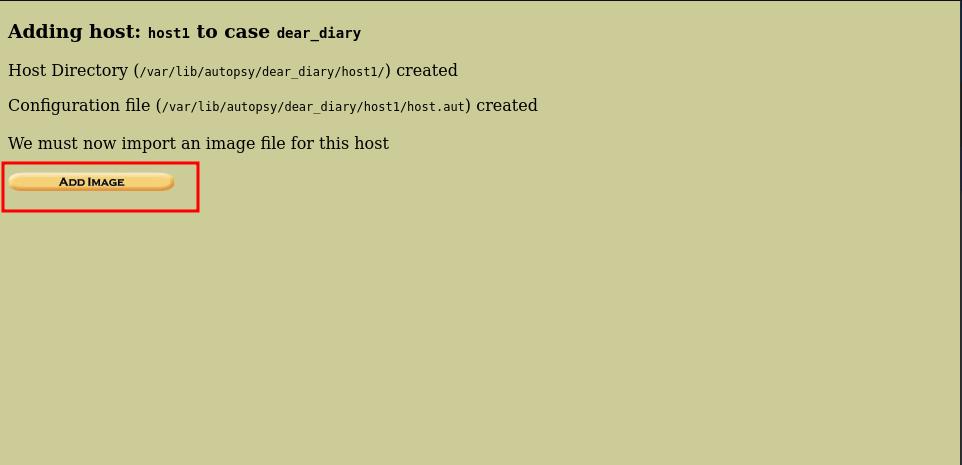 Adding host: host1 to case dear_diary
Host Directory (/var/lib/autopsy/dear_diary/host1/) created
Configuration file (/var/lib/autopsy/dear_diary/host1/host.aut) created
We must now import an image file for this host
ADD IMAGE